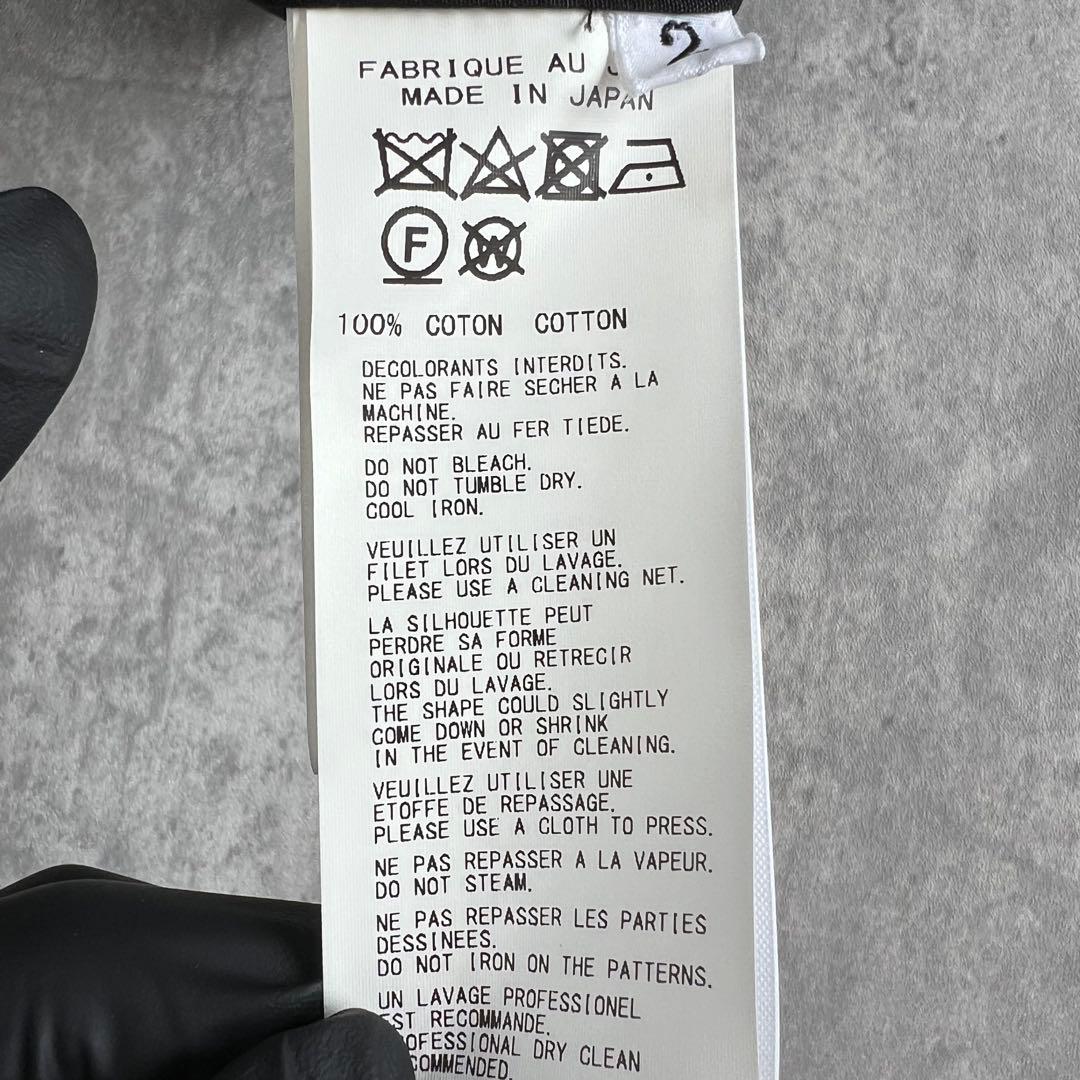 2
FABRIQUE AU
MADE IN JAPAN
F
W
100% COTON COTTON
DECOLORANTS INTERDITS.
NE PAS FAIRE SECHER A LA
MACHINE.
REPASSER AU FER TIEDE.
DO NOT BLEACH.
DO NOT TUMBLE DRY.
COOL IRON.
VEUILLEZ UTILISER UN
FILET LORS DU LAVAGE.
PLEASE USE A CLEANING NET.
LA SILHOUETTE PEUT
PERDRE SA FORME
ORIGINALE OU RETRECIR
LORS DU LAVAGE.
THE SHAPE COULD SLIGHTLY
COME DOWN OR SHRINK
IN THE EVENT OF CLEANING.
VEUILLEZ UTILISER UNE
ETOFFE DE REPASSAGE.
PLEASE USE A CLOTH TO PRESS.
NE PAS REPASSER A LA VAPEUR.
DO NOT STEAM.
NE PAS REPASSER LES PARTIES
DESSINEES.
DO NOT IRON ON THE PATTERNS.
UN LAVAGE PROFESSIONEL
EST RECOMMANDE.
OFESSIONAL DRY CLEAN
COMMENDED.